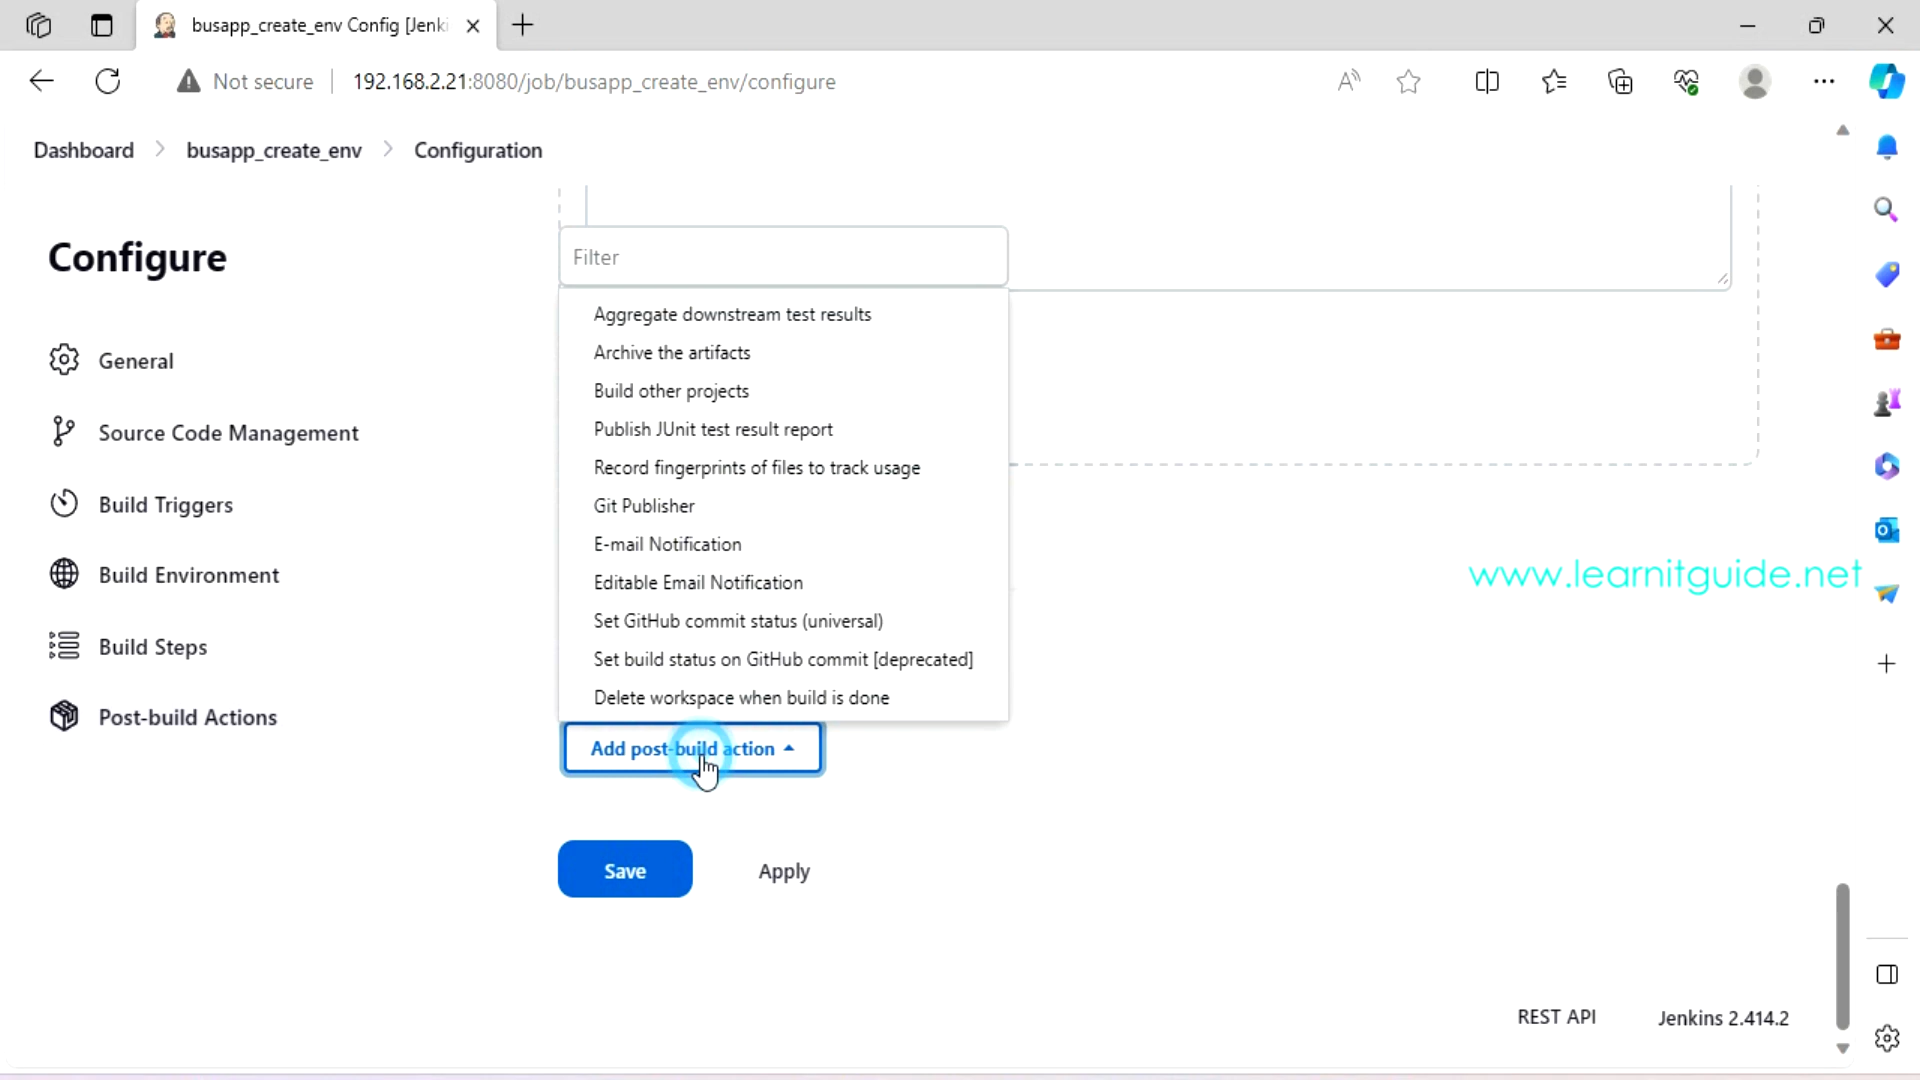 busapp_create_env Config [Jenki
Not secure
192.168.2.21:8080/job/busapp_create_env/configure
Dashboard
busapp_create_env
Configuration
Configure
Filter
Aggregate downstream test results
Archive the artifacts
Build other projects
Publish JUnit test result report
Record fingerprints of files to track usage
Git Publisher
E-mail Notification
Editable Email Notification
Set GitHub commit status (universal)
Set build status on GitHub commit [deprecated]
Delete workspace when build is done
General
Source Code Management
Build Triggers
Build Environment
Build Steps
Post-build Actions
www.learnitguide.net
Add post-build action
Save
Apply
REST API
Jenkins 2.414.2